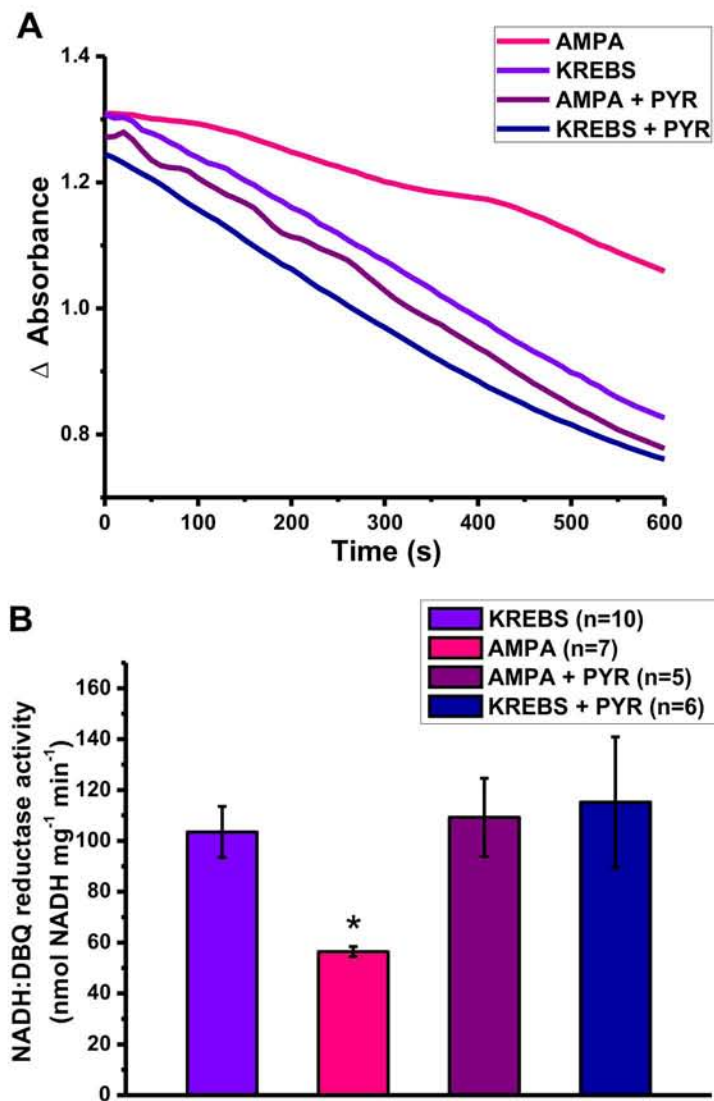 A
AMPA
KREBS
AMPA + PYR
KREBS + PYR
1.4
1.2
1.0
0.8
Δ Absorbance
0 100 200 300 400 500 600
Time (s)
B
KREBS (n=10)
AMPA (n=7)
AMPA + PYR (n=5)
KREBS + PYR (n=6)
160
140
120
100
80
60
40
20
0
NADH:DBQ reductase activity
(nmol NADH mg⁻¹ min⁻¹)
*